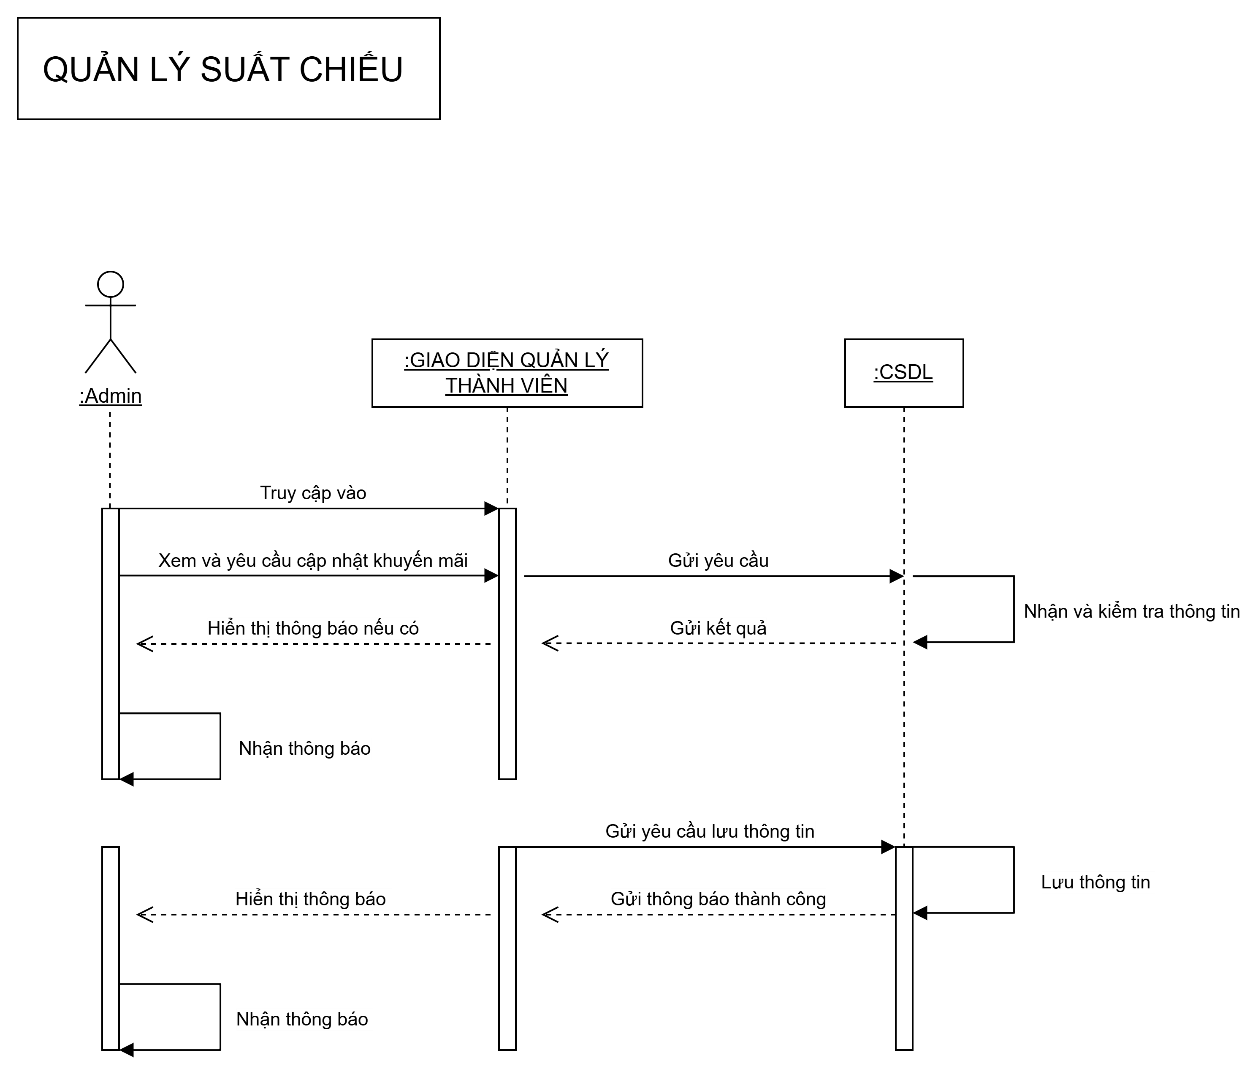 QUẢN LÝ SUẤT CHIẾU
:Admin
:GIAO DIỆN QUẢN LÝ
THÀNH VIÊN
:CSDL
Truy cập vào
Xem và yêu cầu cập nhật khuyến mãi
Gửi yêu cầu
Nhận và kiểm tra thông tin
Hiển thị thông báo nếu có
Gửi kết quả
Nhận thông báo
Gửi yêu cầu lưu thông tin
Lưu thông tin
Hiển thị thông báo
Gửi thông báo thành công
Nhận thông báo